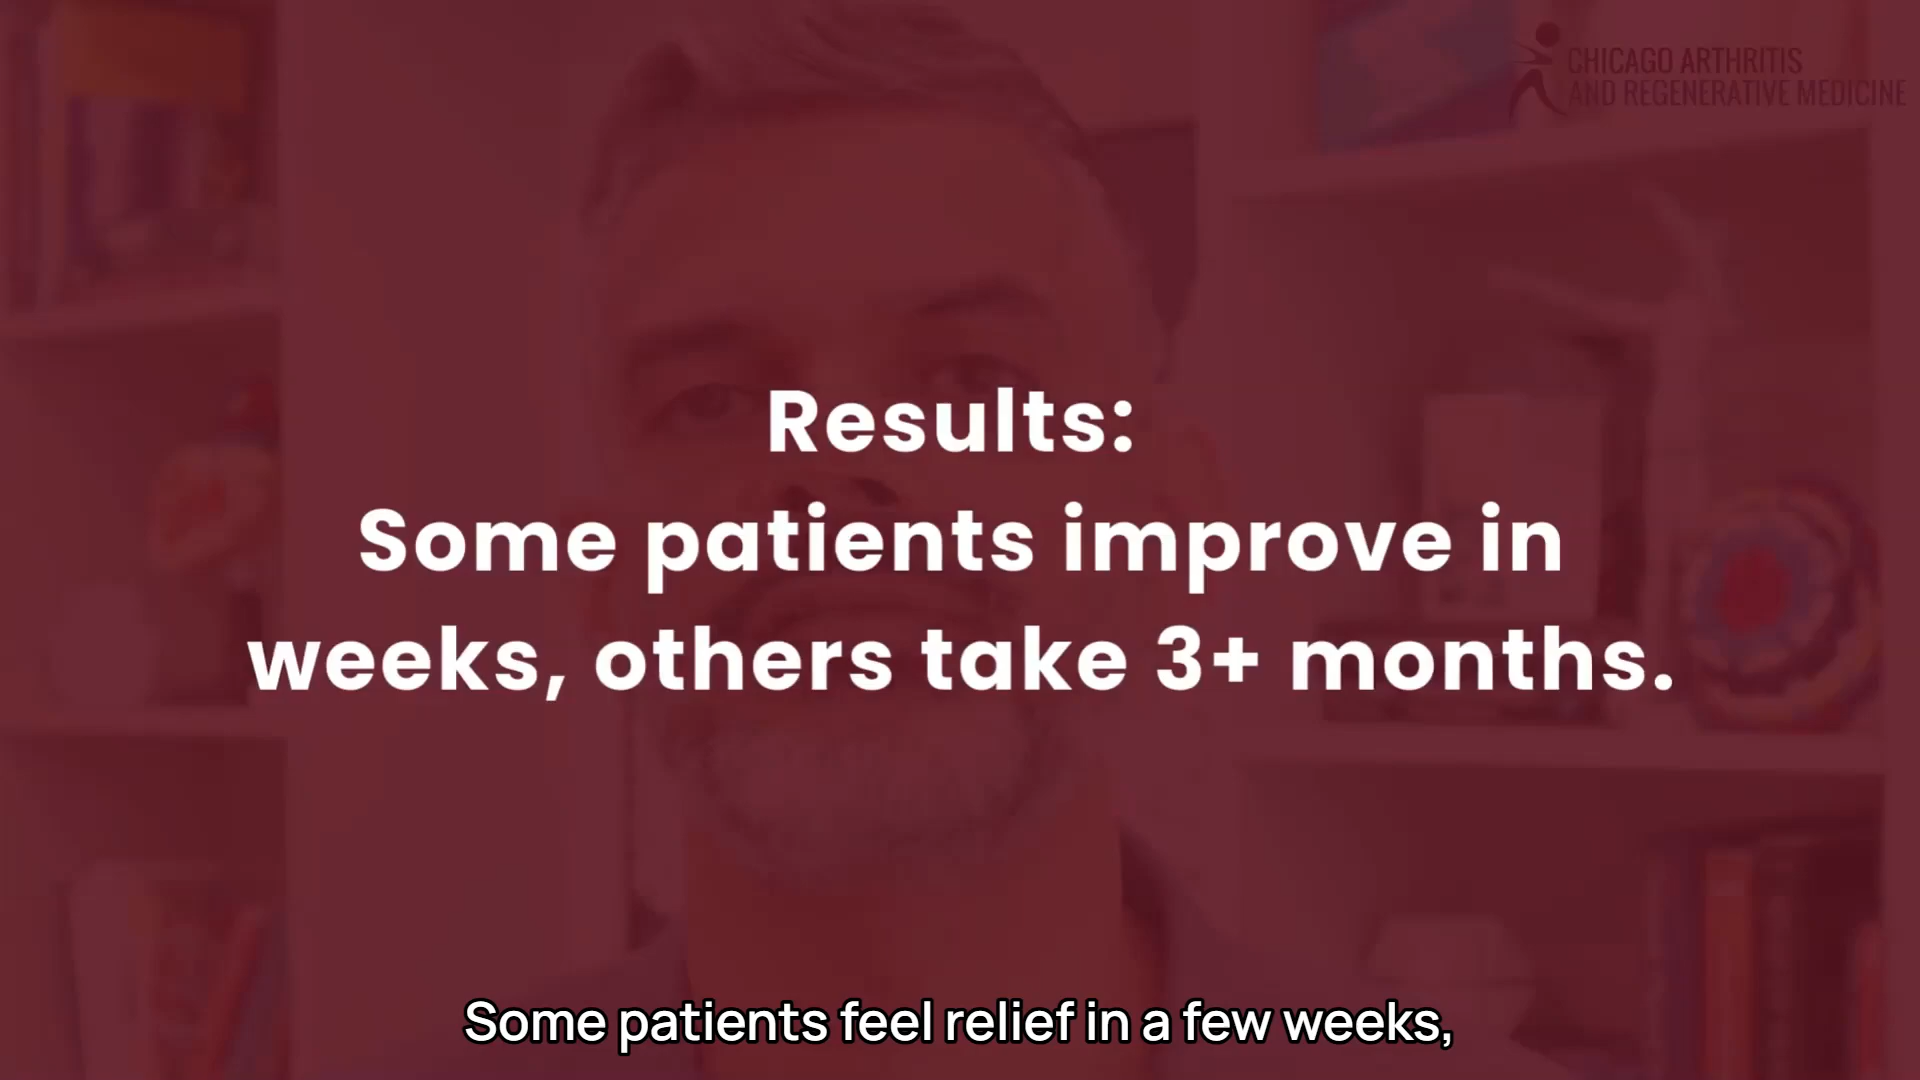 CHICAGO ARTHRITIS
AND REGENERATIVE MEDICINE
Results:
Some patients improve in
weeks, others take 3+ months.
Some patients feel relief in a few weeks,